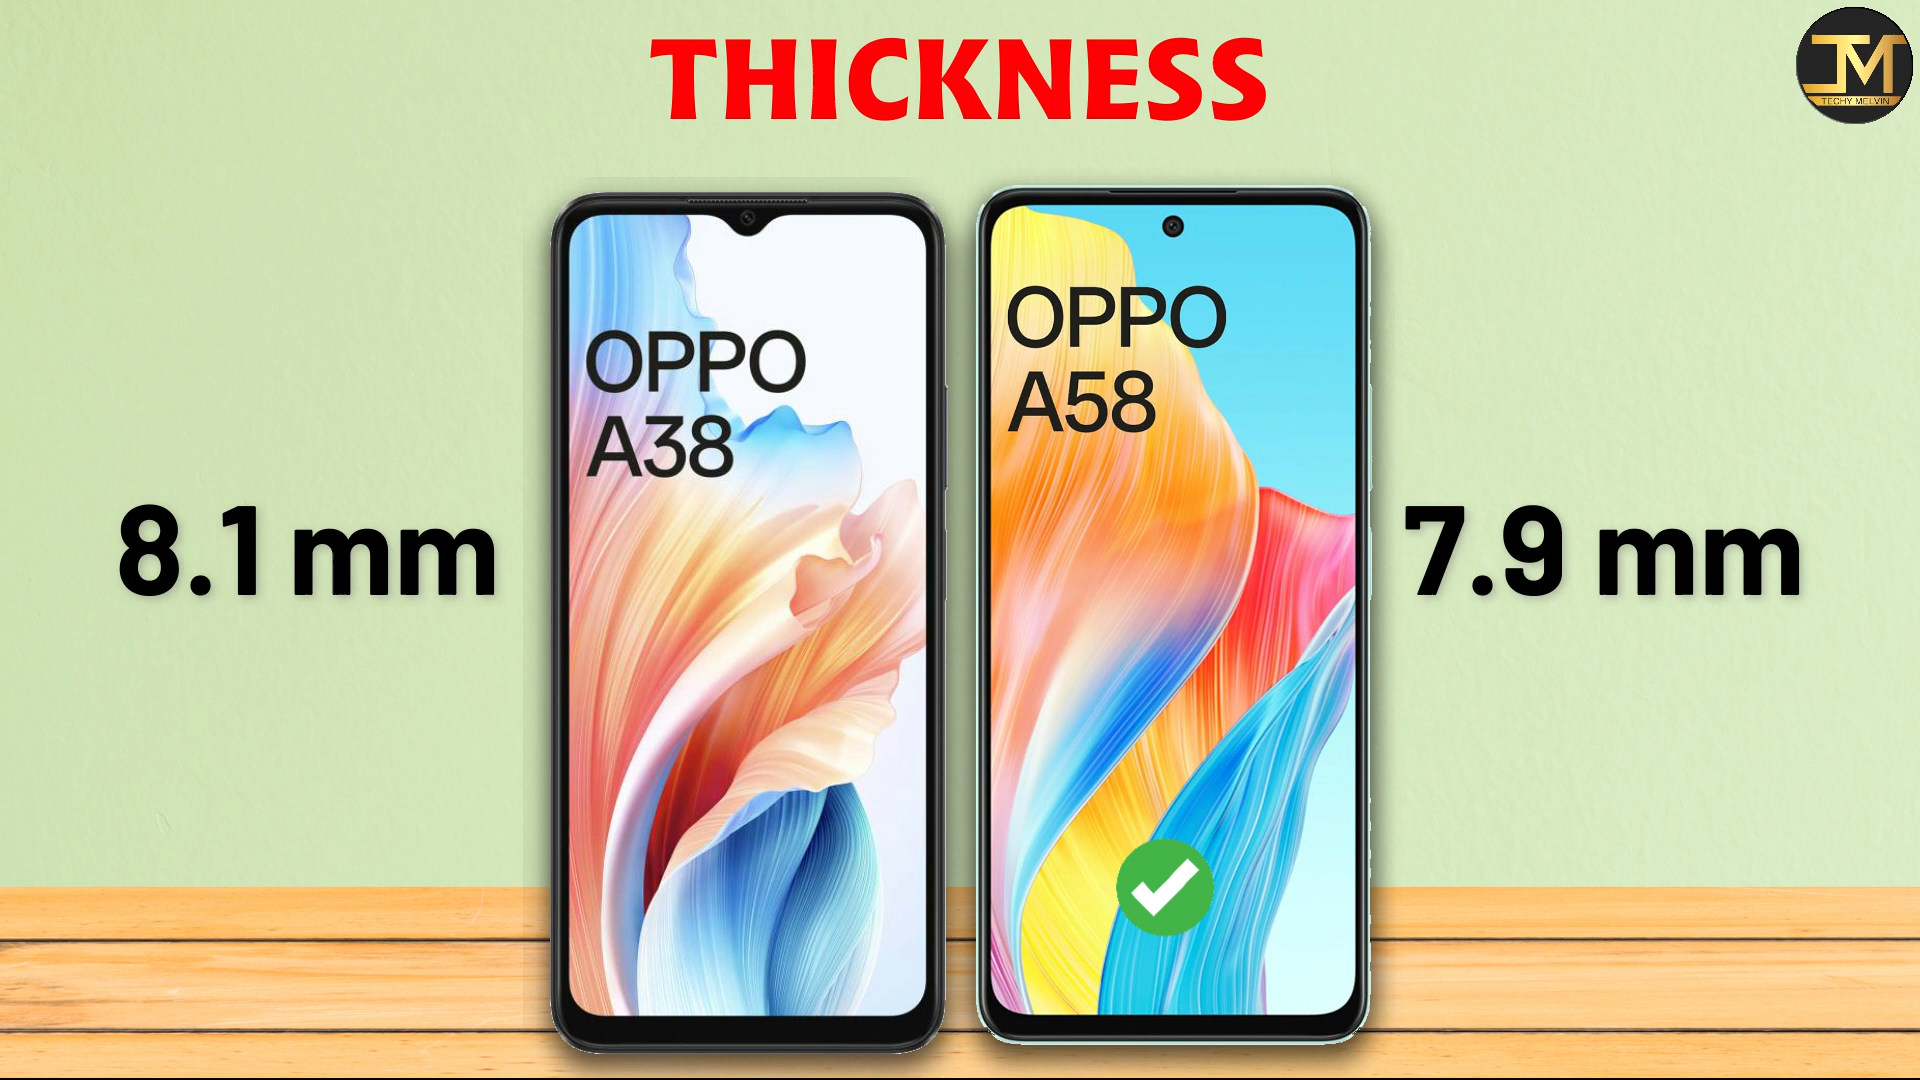 THICKNESS
TM
TECHY MELVIN
OPPO
A38
OPPO
A58
8.1 mm
7.9 mm